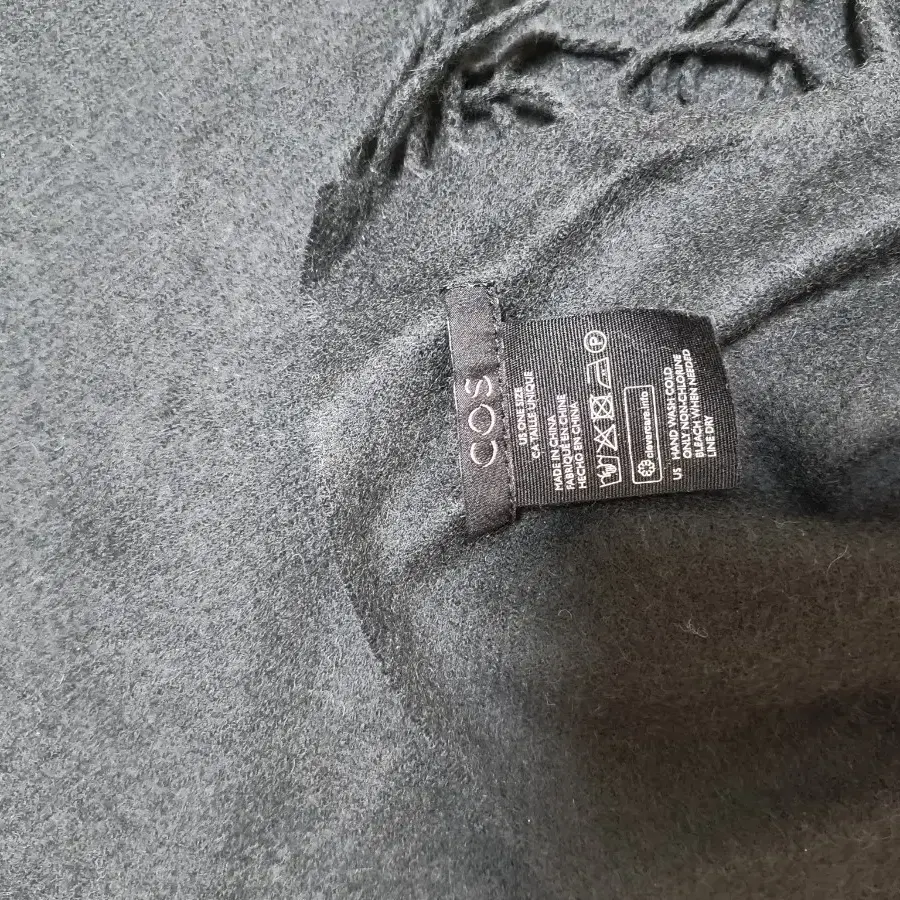 COS
US ONE SIZE
CA TAILLE UNIQUE
MADE IN CHINA
FABRIQUÉ EN CHINE
HECHO EN CHINA
P
clevercare.info
US HAND WASH COLD
ONLY NON-CHLORINE
BLEACH WHEN NEEDED
LINE DRY